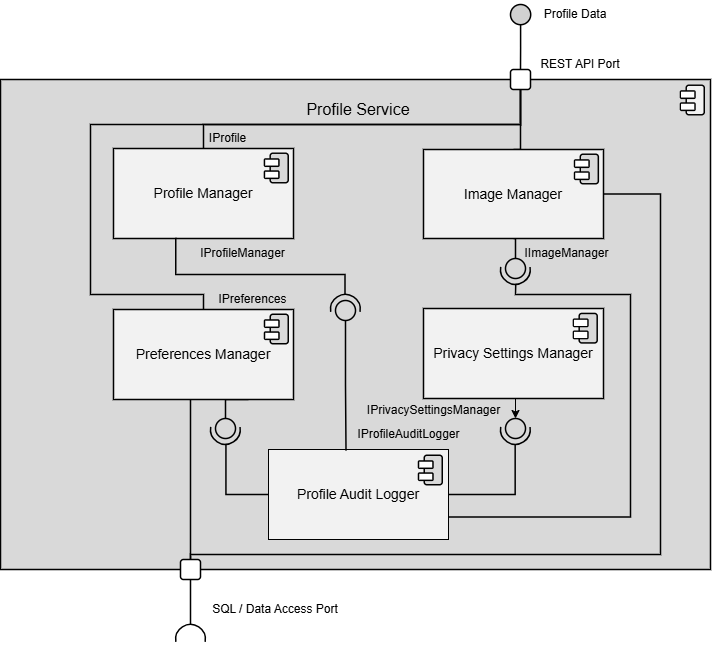 Profile Data
REST API Port
Profile Service
IProfile
Profile Manager
Image Manager
IProfileManager
IImageManager
IPreferences
Preferences Manager
Privacy Settings Manager
IPrivacySettingsManager
IProfileAuditLogger
Profile Audit Logger
SQL / Data Access Port